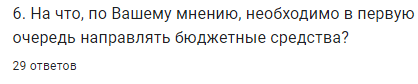 6. На что, по Вашему мнению, необходимо в первую
очередь направлять бюджетные средства?
29 ответов